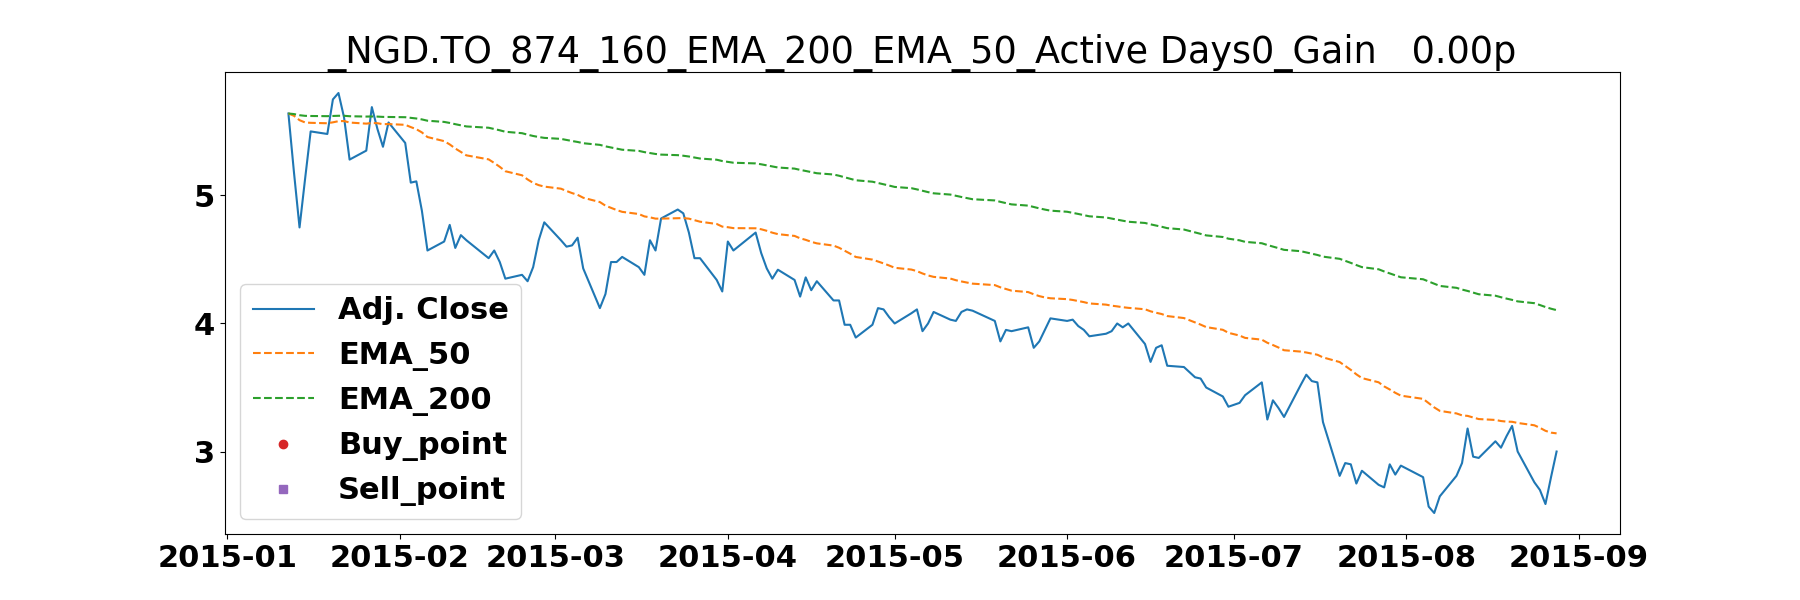 _NGD.TO_874_160_EMA_200_EMA_50_Active Days0_Gain   0.00p
5
4
3
Adj. Close
EMA_50
EMA_200
Buy_point
Sell_point
2015-01 2015-02 2015-03 2015-04 2015-05 2015-06 2015-07 2015-08 2015-09